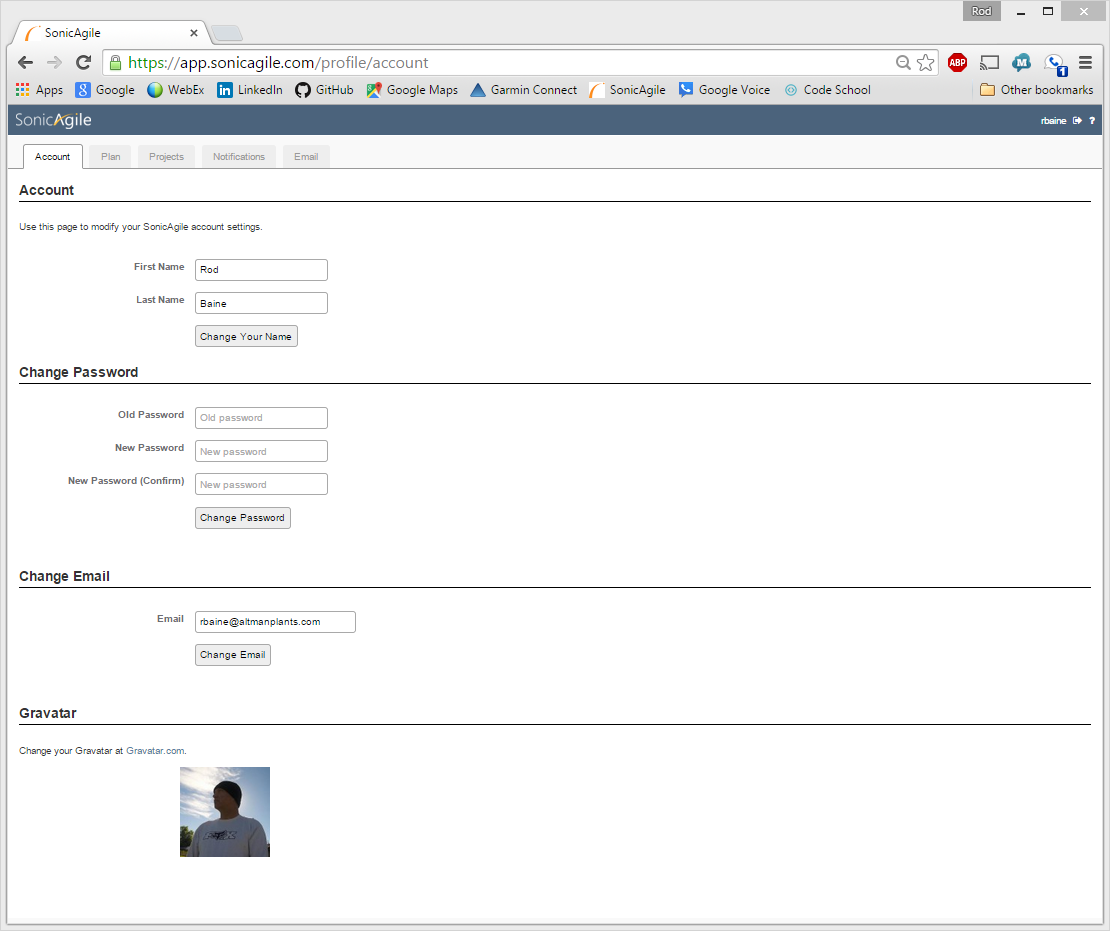 Rod
SonicAgile
https://app.sonicagile.com/profile/account
ABP
M
1
Apps Google WebEx LinkedIn GitHub Google Maps Garmin Connect SonicAgile Google Voice Code School Other bookmarks
SonicAgile rbaine ?
Account Plan Projects Notifications Email
Account
Use this page to modify your SonicAgile account settings.
First Name Rod
Last Name Baine
Change Your Name
Change Password
Old Password Old password
New Password New password
New Password (Confirm) New password
Change Password
Change Email
Email rbaine@altmanplants.com
Change Email
Gravatar
Change your Gravatar at Gravatar.com.